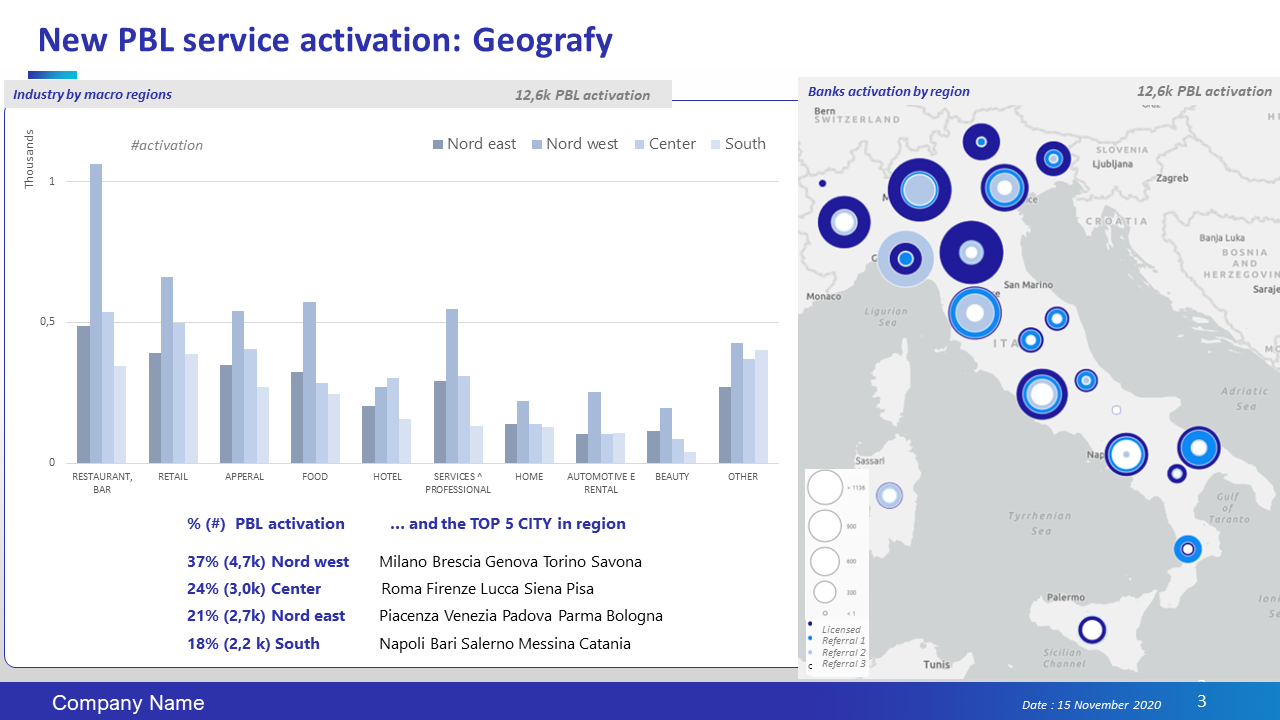 New PBL service activation: Geografy
Industry by macro regions
12,6k PBL activation
Banks activation by region
12,6k PBL activation
Thousands
#activation
Nord east
Nord west
Center
South
1
0,5
0
RESTAURANT,
BAR
RETAIL
APPERAL
FOOD
HOTEL
SERVICES ^
PROFESSIONAL
HOME
AUTOMOTIVE E
RENTAL
BEAUTY
OTHER
% (#) PBL activation
… and the TOP 5 CITY in region
37% (4,7k) Nord west
Milano Brescia Genova Torino Savona
24% (3,0k) Center
Roma Firenze Lucca Siena Pisa
21% (2,7k) Nord east
Piacenza Venezia Padova Parma Bologna
18% (2,2 k) South
Napoli Bari Salerno Messina Catania
Bern
SWITZERLAND
SLOVENIA
Ljubljana
Zagreb
CROATIA
Banja Luka
BOSNIA
AND
HERZEGOVIN
Saraje
San Marino
Monaco
Ligurian
Sea
ITA
Adriatic
Sea
Nap
Sassari
Tyrrhenian
Sea
Gulf
of
Taranto
Palermo
Ioni
Sicilian
Channel
Tunis
> 1136
900
600
300
< 1
Licensed
Referral 1
Referral 2
Referral 3
Company Name
Date : 15 November 2020
3